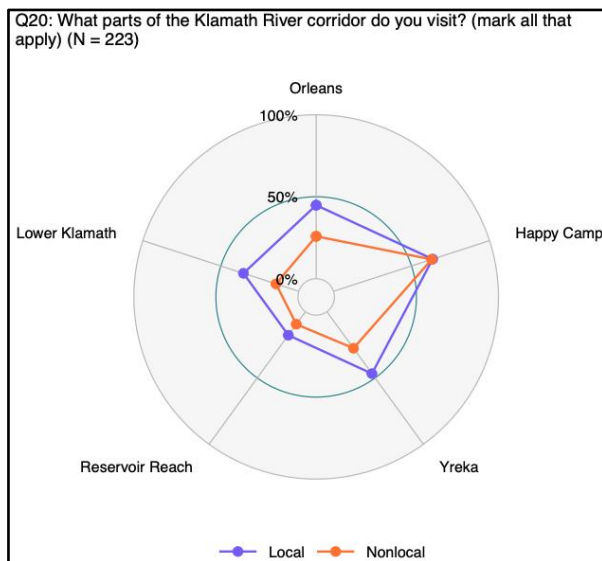 Q20: What parts of the Klamath River corridor do you visit? (mark all that
apply) (N = 223)
Orleans
100%
50%
Lower Klamath
Happy Camp
0%
Reservoir Reach
Yreka
Local
Nonlocal